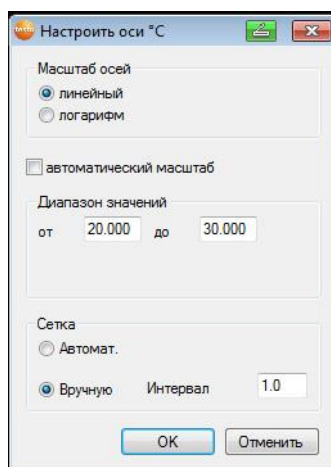 testo Настроить оси °C
Масштаб осей
линейный
логарифм
автоматический масштаб
Диапазон значений
от 20.000 до 30.000
Сетка
Автомат.
Вручную Интервал 1.0
OK Отменить